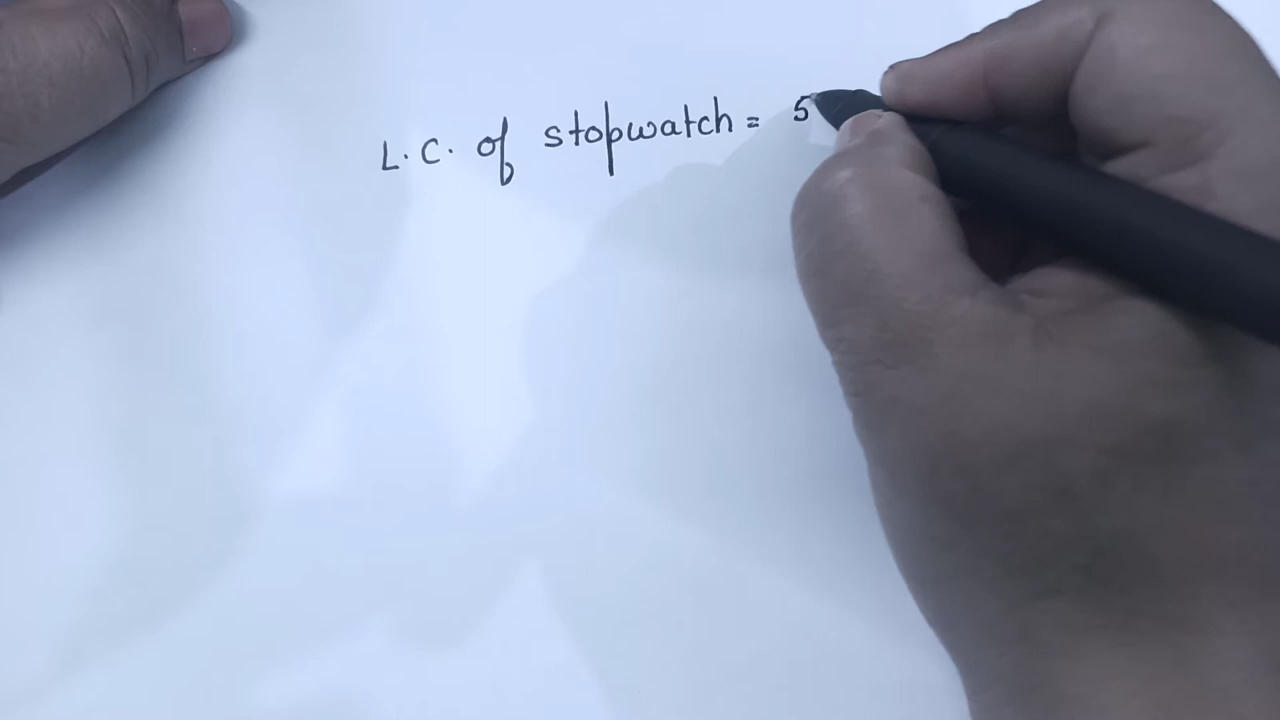 L.C. of stopwatch = 5